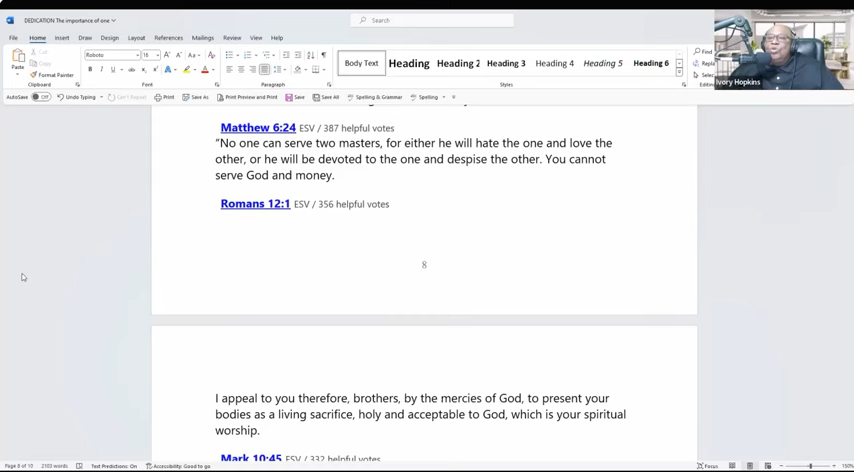 DEDICATION The importance of one
Search
File Home Insert Draw Design Layout References Mailings Review View Help
Paste
Cut
Copy
Format Painter
Clipboard
Roboto 16
Font
Paragraph
Body Text Heading Heading 2 Heading 3 Heading 4 Heading 5 Heading 6
Styles
Find
Repla
Selec
Editing
Ivory Hopkins
AutoSave Off Undo Typing Can't Repeat Print Save As Print Preview and Print Save Save All Spelling & Grammar Spelling
Matthew 6:24 ESV / 387 helpful votes
“No one can serve two masters, for either he will hate the one and love the
other, or he will be devoted to the one and despise the other. You cannot
serve God and money.
Romans 12:1 ESV / 356 helpful votes
8
I appeal to you therefore, brothers, by the mercies of God, to present your
bodies as a living sacrifice, holy and acceptable to God, which is your spiritual
worship.
Mark 10:45 ESV / 332 helpful votes
Page 8 of 10 2103 words Text Predictions: On Accessibility: Good to go Focus 150%